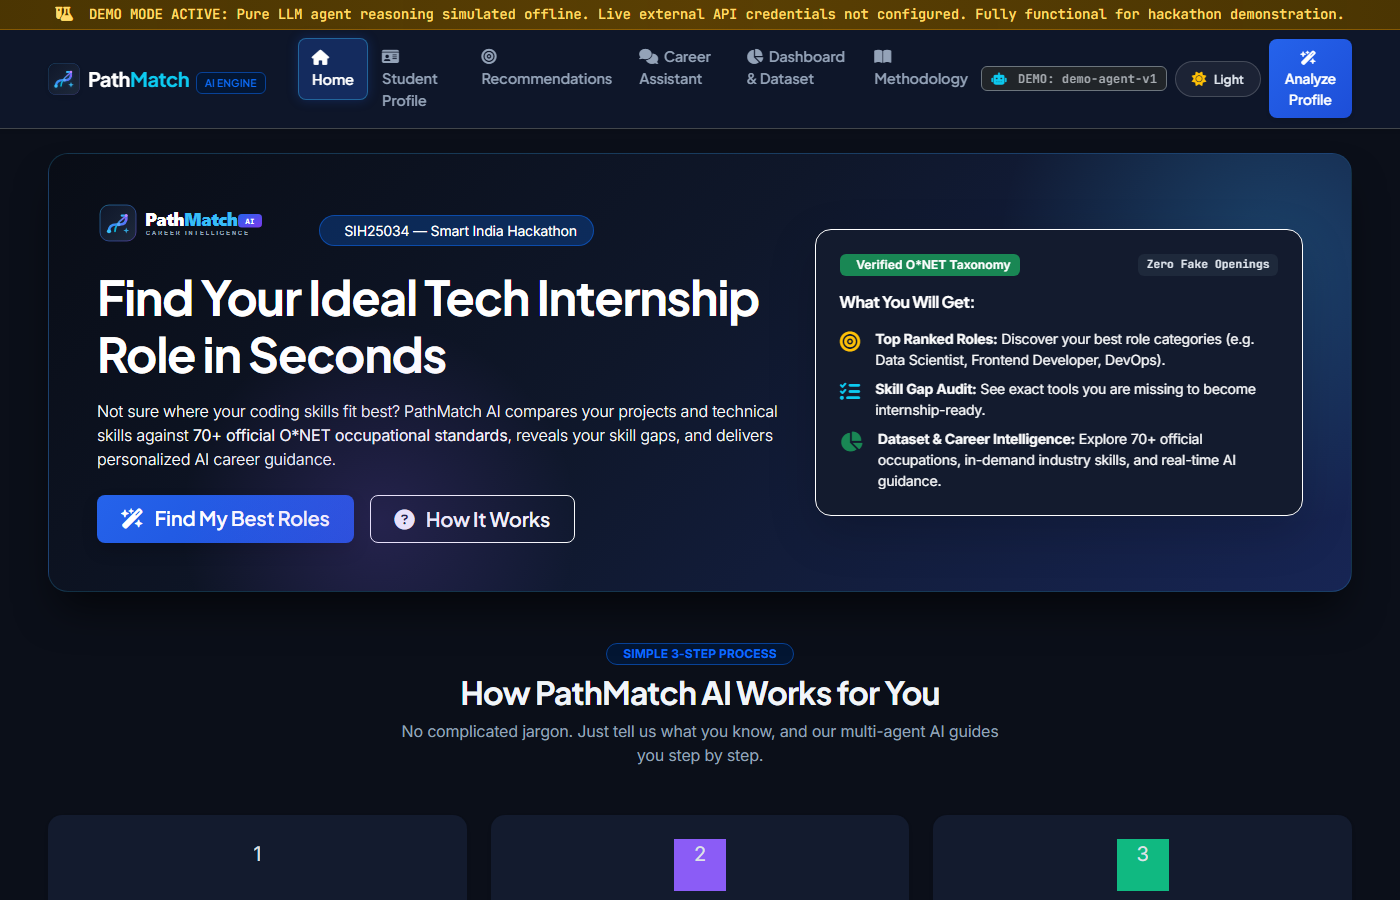 DEMO MODE ACTIVE: Pure LLM agent reasoning simulated offline. Live external API credentials not configured. Fully functional for hackathon demonstration.
PathMatch AI ENGINE
Home
Student
Profile
Recommendations
Career
Assistant
Dashboard
& Dataset
Methodology
DEMO: demo-agent-v1
Light
Analyze
Profile
PathMatch AI
CAREER INTELLIGENCE
SIH25034 — Smart India Hackathon
Find Your Ideal Tech Internship
Role in Seconds
Not sure where your coding skills fit best? PathMatch AI compares your projects and technical
skills against 70+ official O*NET occupational standards, reveals your skill gaps, and delivers
personalized AI career guidance.
Find My Best Roles
? How It Works
Verified O*NET Taxonomy
Zero Fake Openings
What You Will Get:
Top Ranked Roles: Discover your best role categories (e.g.
Data Scientist, Frontend Developer, DevOps).
Skill Gap Audit: See exact tools you are missing to become
internship-ready.
Dataset & Career Intelligence: Explore 70+ official
occupations, in-demand industry skills, and real-time AI
guidance.
SIMPLE 3-STEP PROCESS
How PathMatch AI Works for You
No complicated jargon. Just tell us what you know, and our multi-agent AI guides
you step by step.
1
2
3